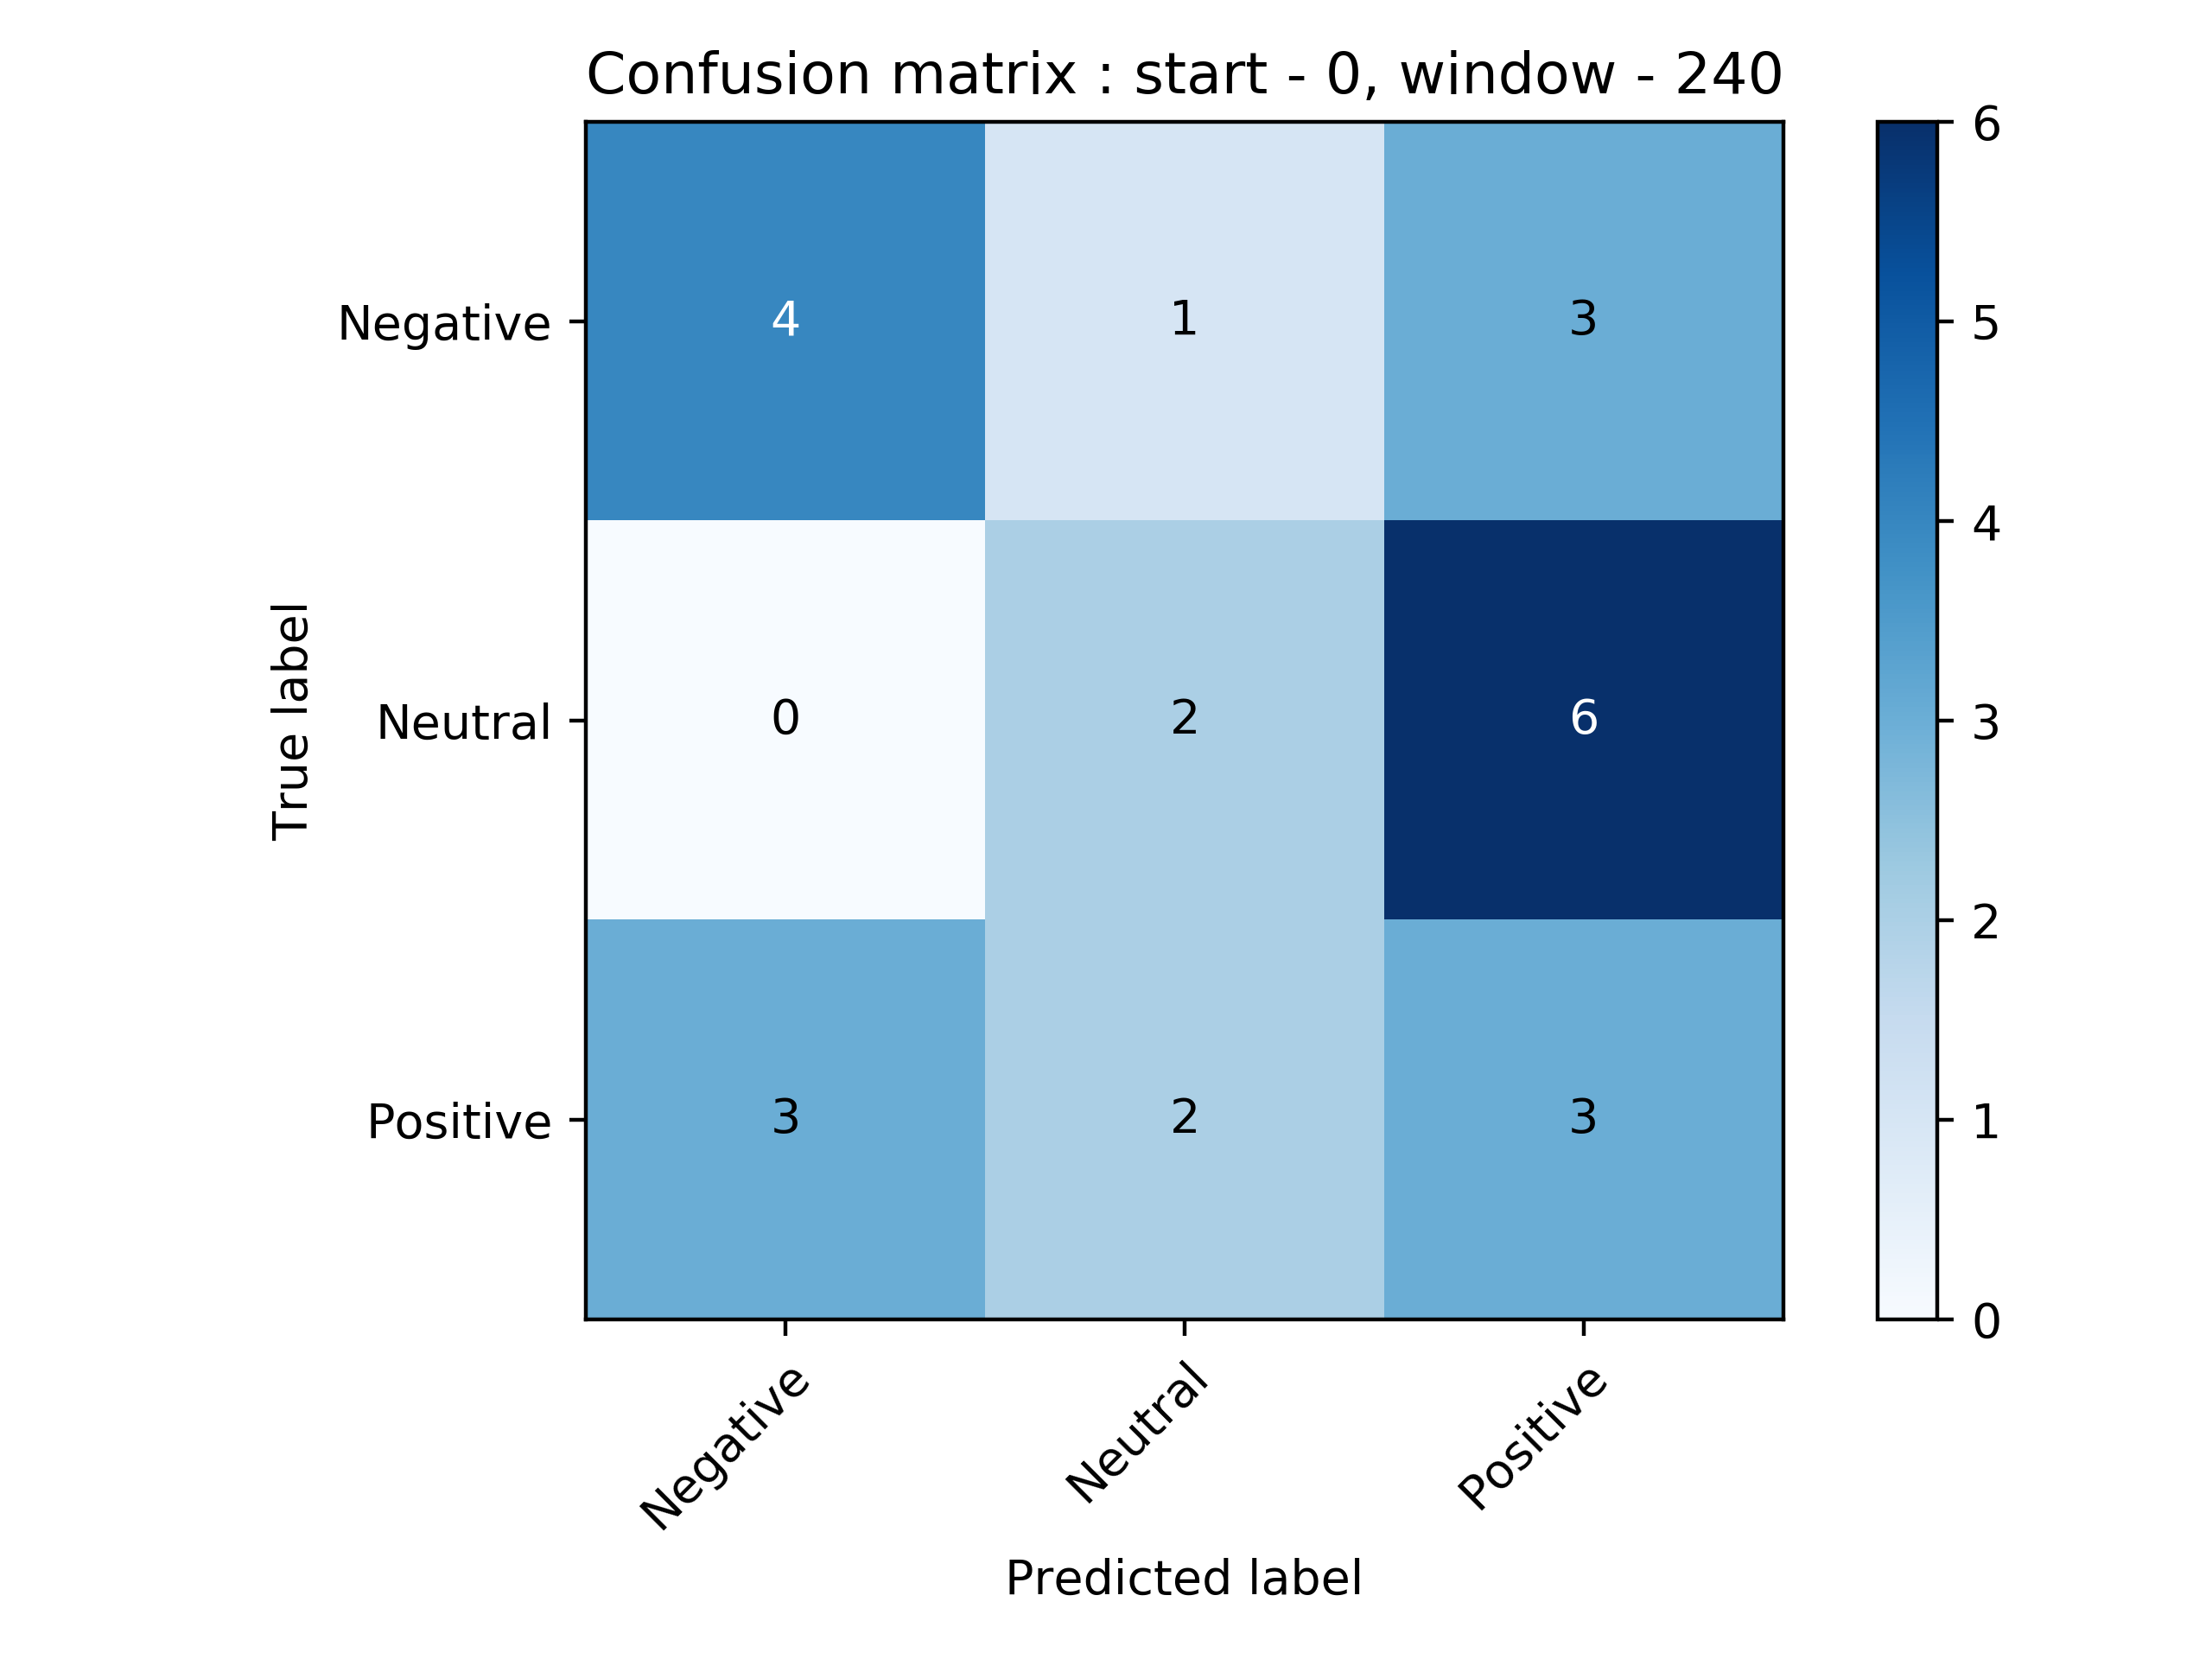 Confusion matrix : start - 0, window - 240
6
5
4
3
2
1
0
True label
Negative
4 1 3
Neutral
0 2 6
Positive
3 2 3
Negative Neutral Positive
Predicted label